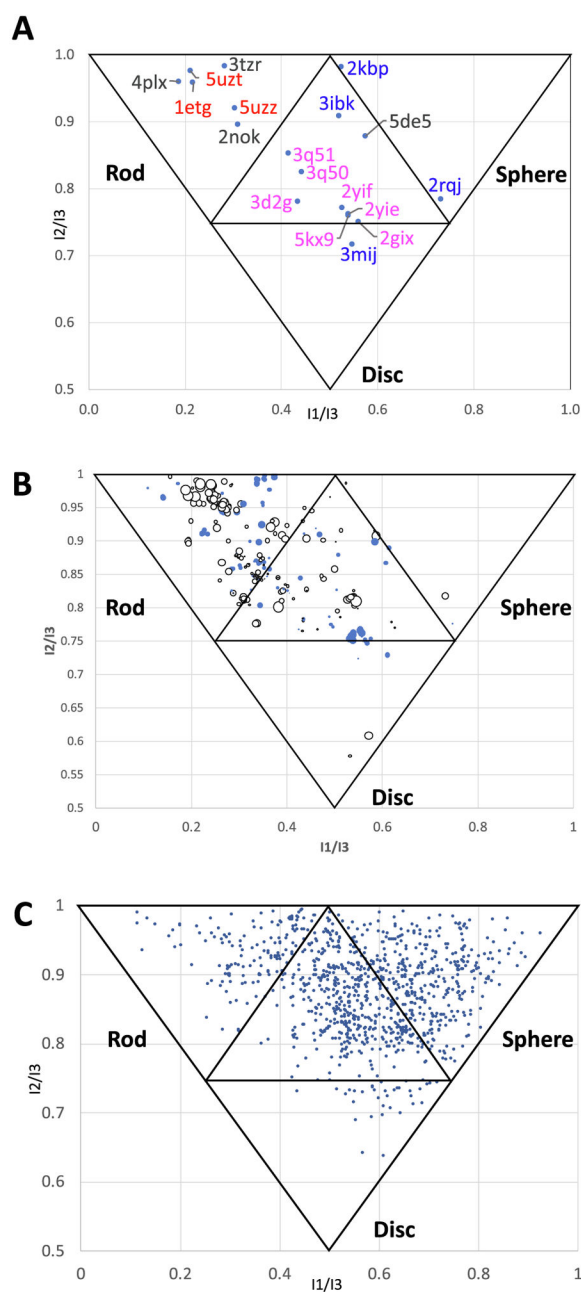 A
1.0
0.9
0.8
0.7
0.6
0.5
I2/I3
3tzr
2kbp
4plx
5uzt
1etg
5uzz
3ibk
5de5
2nok
3q51
Rod
Sphere
3q50
2rqj
3d2g
2yif
2yie
5kx9
2gix
3mij
Disc
0.0
0.2
0.4
0.6
0.8
1.0
I1/I3
B
1
0.95
0.9
0.85
0.8
0.75
0.7
0.65
0.6
0.55
0.5
I2/I3
Rod
Sphere
Disc
0
0.2
0.4
0.6
0.8
1
I1/I3
C
1
0.9
0.8
0.7
0.6
0.5
I2/I3
Rod
Sphere
Disc
0
0.2
0.4
0.6
0.8
1
I1/I3